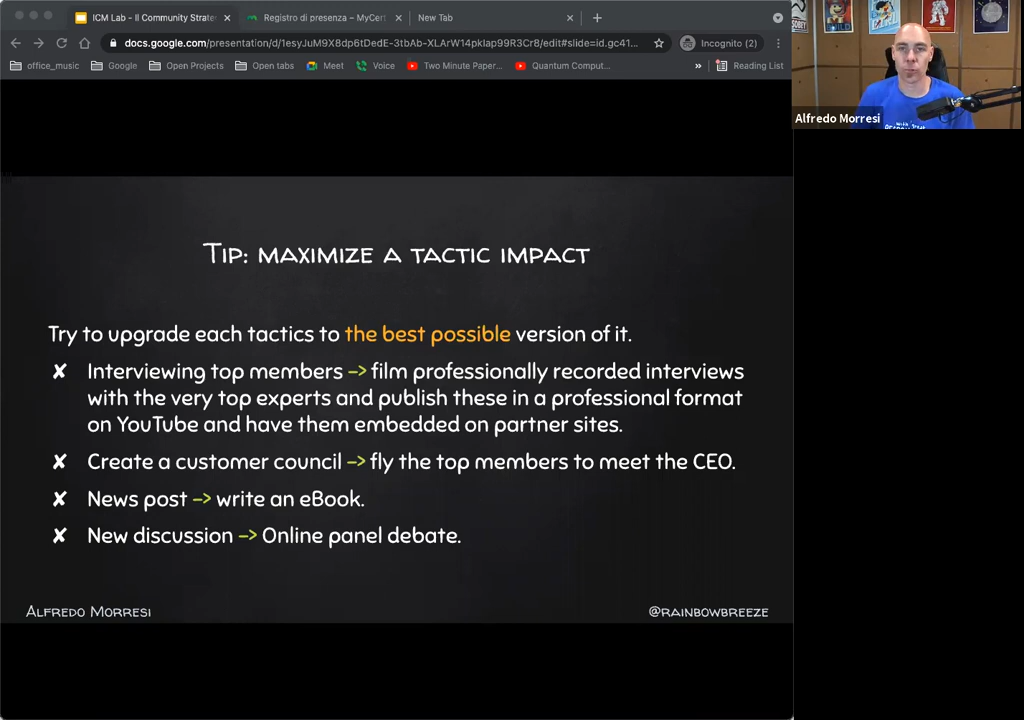 ICM Lab - Il Community Strate
Registro di presenza - MyCert
New Tab
docs.google.com/presentation/d/1esyJuM9X8dp6tDedE-3tbAb-XLArW14pkIap99R3Cr8/edit#slide=id.gc41...
Incognito (2)
office_music
Google
Open Projects
Open tabs
Meet
Voice
Two Minute Paper...
Quantum Comput...
»
Reading List
Alfredo Morresi
Tip: maximize a tactic impact
Try to upgrade each tactics to the best possible version of it.
✘ Interviewing top members -> film professionally recorded interviews
with the very top experts and publish these in a professional format
on YouTube and have them embedded on partner sites.
✘ Create a customer council -> fly the top members to meet the CEO.
✘ News post -> write an eBook.
✘ New discussion -> Online panel debate.
Alfredo Morresi
@rainbowbreeze